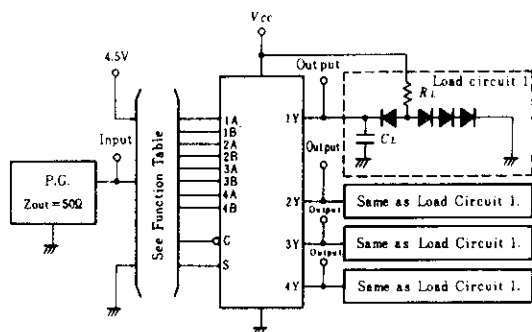 Vcc
4.5V
Output
Load circuit 1
RL
1A
1B
2A
2B
3A
3B
4A
4B
1Y
CL
Input
Output
P.G.
Zout = 50Ω
See Function Table
2Y
Same as Load Circuit 1.
Output
G
3Y
Same as Load Circuit 1.
Output
S
4Y
Same as Load Circuit 1.